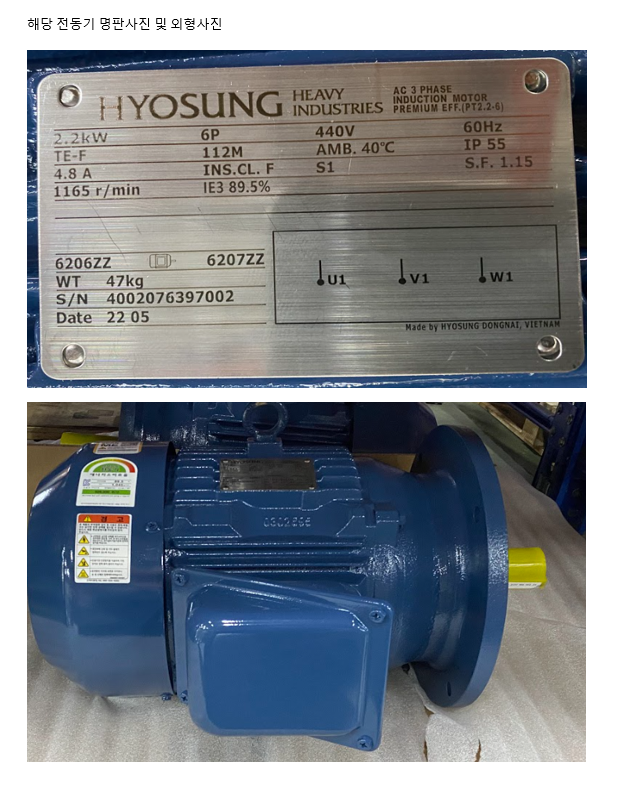 해당 전동기 명판사진 및 외형사진
HYOSUNG HEAVY INDUSTRIES
AC 3 PHASE
INDUCTION MOTOR
PREMIUM EFF.(PT2.2-6)
2.2kW 6P 440V 60Hz
TE-F 112M AMB. 40℃ IP 55
4.8 A INS.CL. F S1 S.F. 1.15
1165 r/min IE3 89.5%
6206ZZ 6207ZZ
WT 47kg
S/N 4002076397002
Date 22 05
U1 V1 W1
Made by HYOSUNG DONGNAI, VIETNAM
경 고